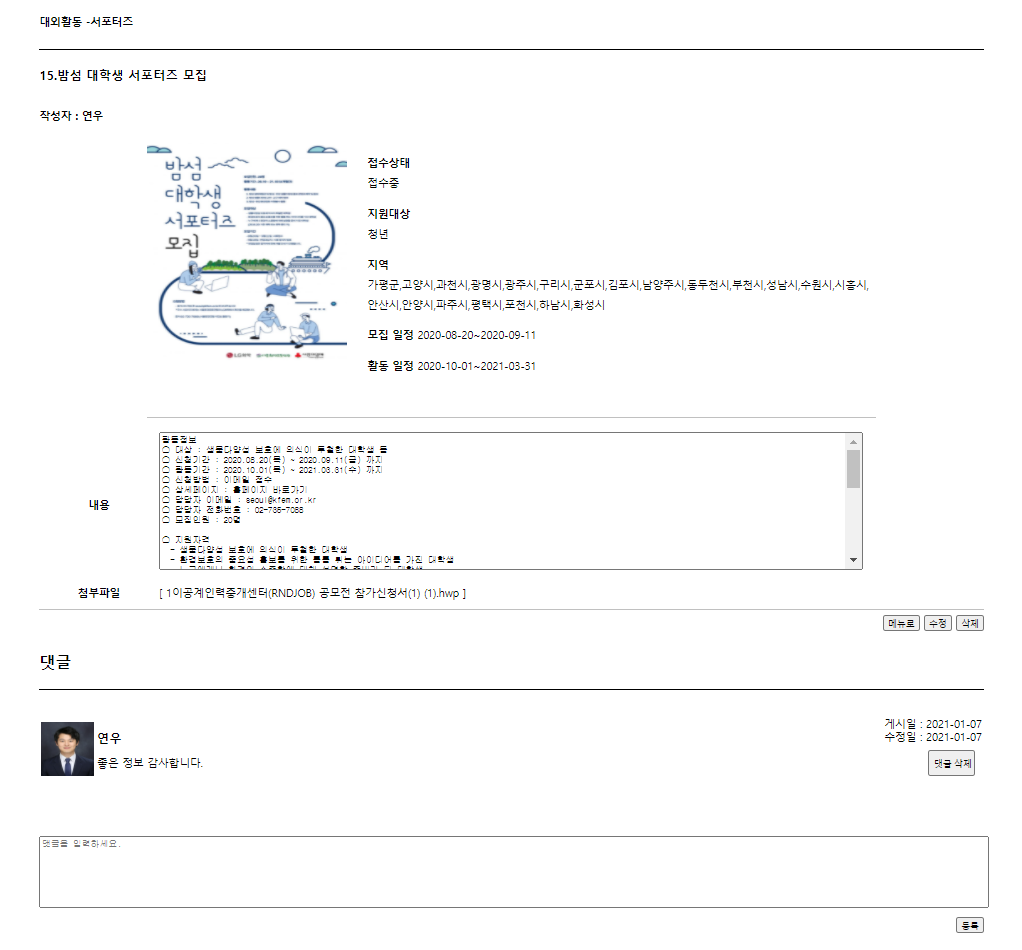 대외활동 -서포터즈
15.밤섬 대학생 서포터즈 모집
작성자 : 연우
밤섬
대학생
서포터즈
모집
접수상태
접수중
지원대상
청년
지역
가평군,고양시,과천시,광명시,광주시,구리시,군포시,김포시,남양주시,동두천시,부천시,성남시,수원시,시흥시,
안산시,안양시,파주시,평택시,포천시,하남시,화성시
모집 일정 2020-08-20~2020-09-11
활동 일정 2020-10-01~2021-03-31
내용
활동정보
○ 대상 : 생물다양성 보호에 의식이 투철한 대학생 등
○ 신청기간 : 2020.08.20(목) ~ 2020.09.11(금) 까지
○ 활동기간 : 2020.10.01(목) ~ 2021.03.31(수) 까지
○ 신청방법 : 이메일 접수
○ 상세페이지 : 홈페이지 바로가기
○ 담당자 이메일 : seoul@kfem.or.kr
○ 담당자 전화번호 : 02-735-7088
○ 모집인원 : 20명
○ 지원자격
- 생물다양성 보호에 의식이 투철한 대학생
- 환경보호의 중요성 홍보를 위한 통통 튀는 아이디어를 가진 대학생
첨부파일
[ 1이공계인력중개센터(RNDJOB) 공모전 참가신청서(1) (1).hwp ]
메뉴로 수정 삭제
댓글
연우
좋은 정보 감사합니다.
게시일 : 2021-01-07
수정일 : 2021-01-07
댓글 삭제
댓글을 입력하세요.
등록